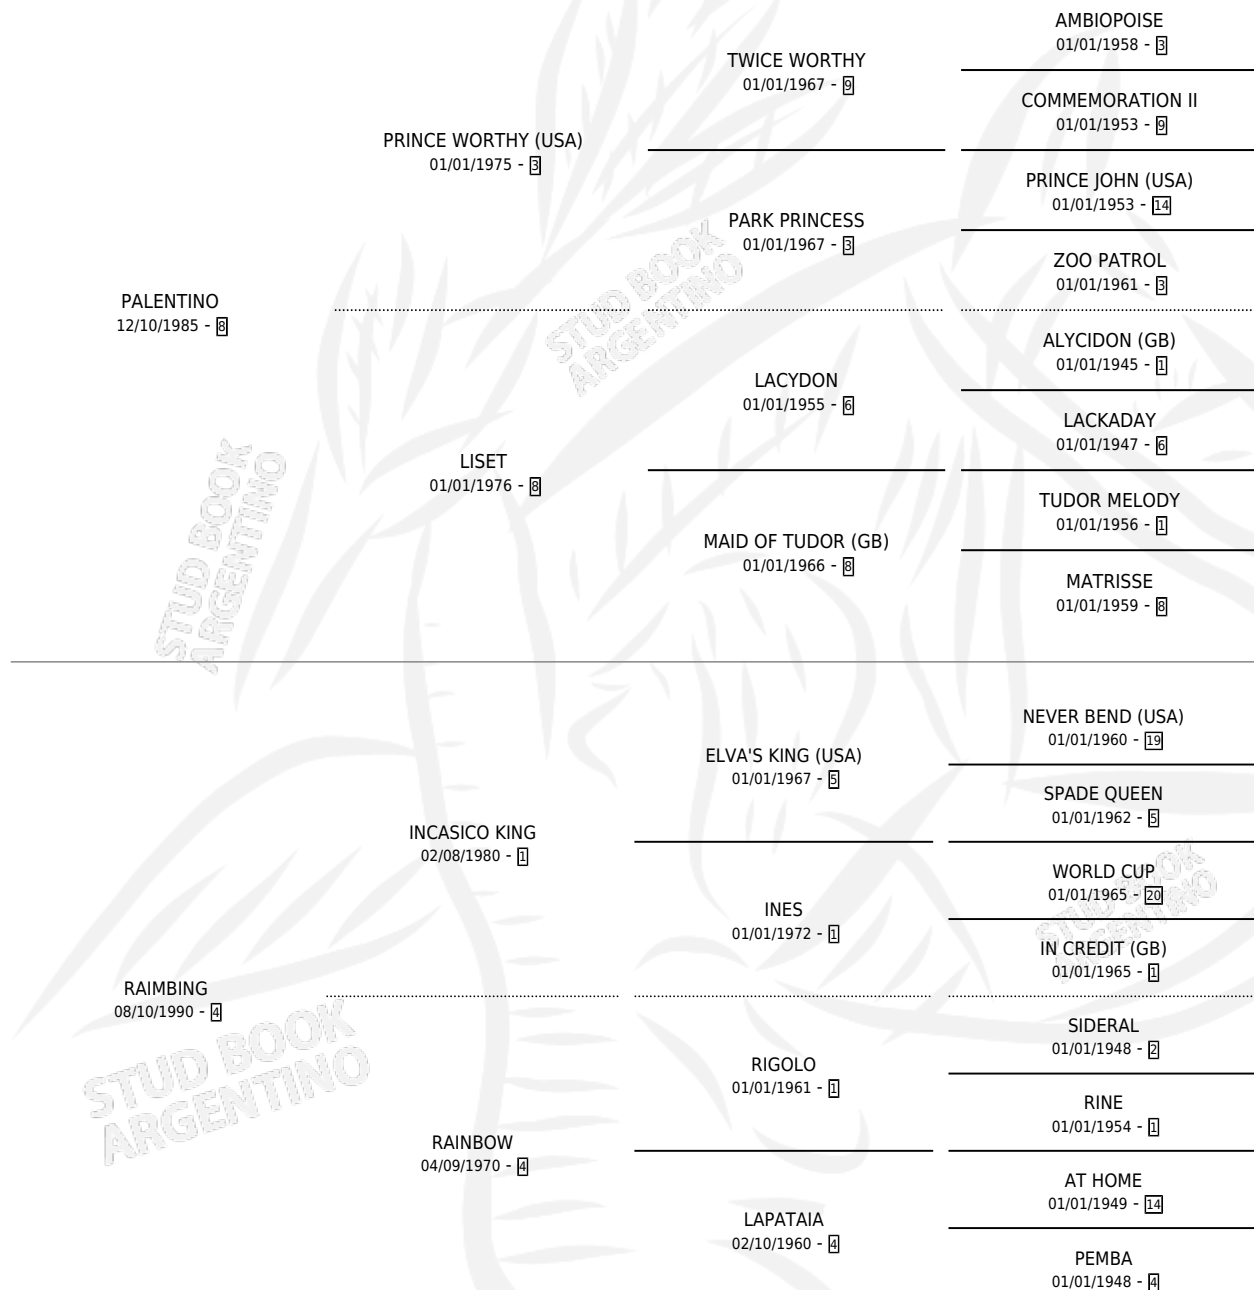 AMBIOPOISE
01/01/1958 - 3
TWICE WORTHY
01/01/1967 - 9
COMMEMORATION II
01/01/1953 - 9
PRINCE WORTHY (USA)
01/01/1975 - 3
PRINCE JOHN (USA)
01/01/1953 - 14
PARK PRINCESS
01/01/1967 - 3
ZOO PATROL
01/01/1961 - 3
PALENTINO
12/10/1985 - 8
ALYCIDON (GB)
01/01/1945 - 1
LACYDON
01/01/1955 - 6
LACKADAY
01/01/1947 - 6
LISET
01/01/1976 - 8
TUDOR MELODY
01/01/1956 - 1
MAID OF TUDOR (GB)
01/01/1966 - 8
MATRISSE
01/01/1959 - 8
NEVER BEND (USA)
01/01/1960 - 19
ELVA'S KING (USA)
01/01/1967 - 5
SPADE QUEEN
01/01/1962 - 5
INCASICO KING
02/08/1980 - 1
WORLD CUP
01/01/1965 - 20
INES
01/01/1972 - 1
IN CREDIT (GB)
01/01/1965 - 1
RAIMBING
08/10/1990 - 4
SIDERAL
01/01/1948 - 2
RIGOLO
01/01/1961 - 1
RINE
01/01/1954 - 1
RAINBOW
04/09/1970 - 4
AT HOME
01/01/1949 - 14
LAPATAIA
02/10/1960 - 4
PEMBA
01/01/1948 - 4
STUD BOOK
ARGENTINO
STUD BOOK
ARGENTINO
STUD BOOK
ARGENTINO
STUD BOOK
ARGENTINO